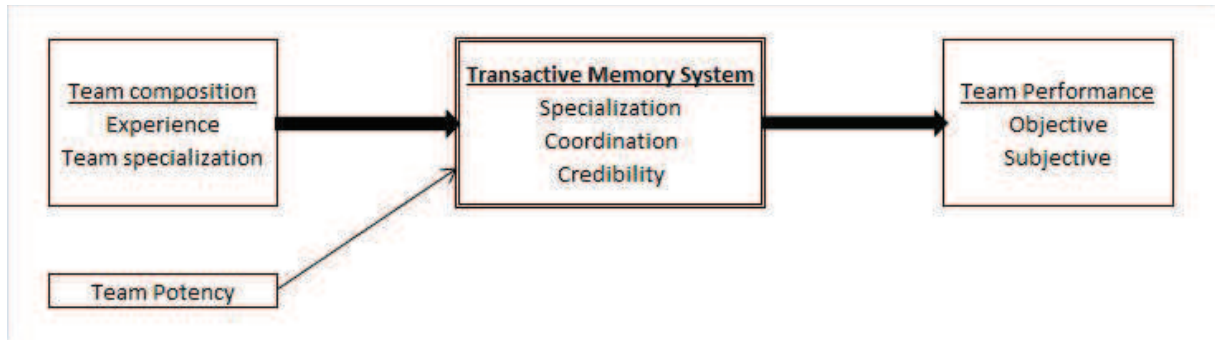 Team composition
Experience
Team specialization
Transactive Memory System
Specialization
Coordination
Credibility
Team Performance
Objective
Subjective
Team Potency